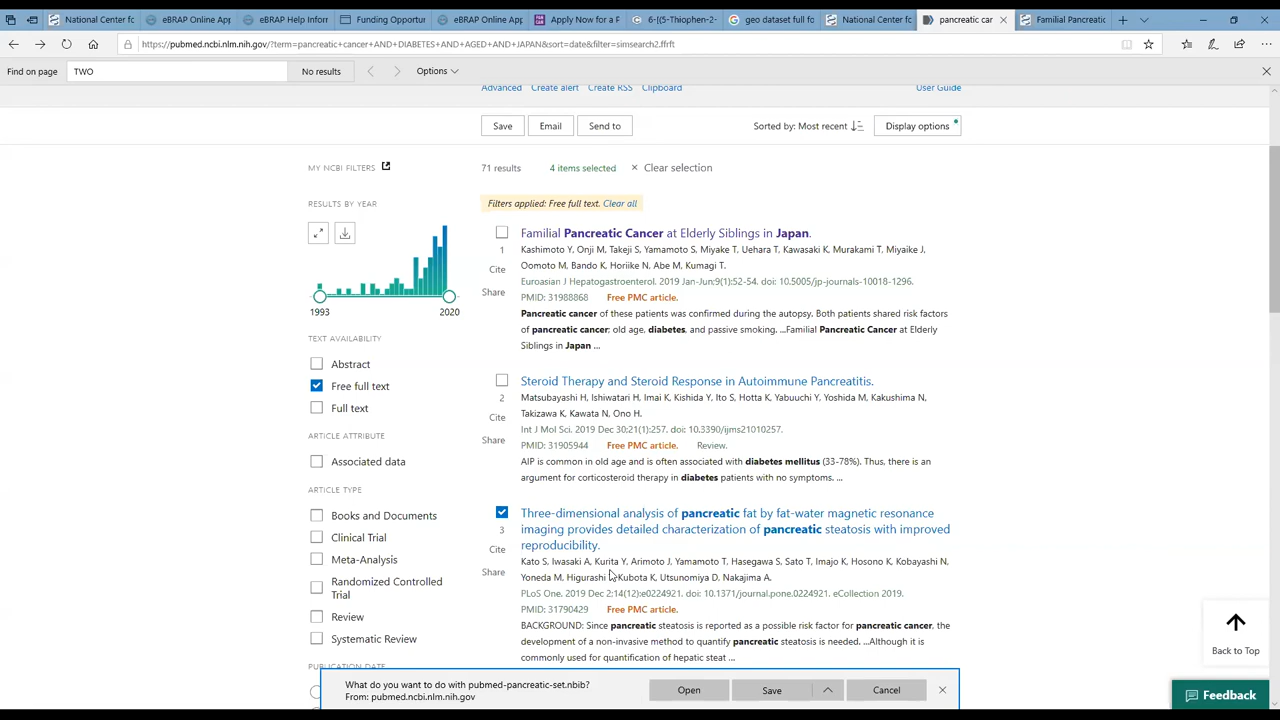 National Center fo
eBRAP Online App
eBRAP Help Inforr
Funding Opportur
eBRAP Online App
Apply Now for a F
6-[(5-Thiophen-2-
geo dataset full fo
National Center fo
pancreatic car
Familial Pancreatic
https://pubmed.ncbi.nlm.nih.gov/?term=pancreatic+cancer+AND+DIABETES+AND+AGED+AND+JAPAN&sort=date&filter=simsearch2.ffrft
Find on page
TWO
No results
Options
Advanced Create alert Create RSS Clipboard
User Guide
Save
Email
Send to
Sorted by: Most recent
Display options
MY NCBI FILTERS
71 results
4 items selected
× Clear selection
RESULTS BY YEAR
Filters applied: Free full text. Clear all
1993
2020
TEXT AVAILABILITY
Abstract
Free full text
Full text
ARTICLE ATTRIBUTE
Associated data
ARTICLE TYPE
Books and Documents
Clinical Trial
Meta-Analysis
Randomized Controlled
Trial
Review
Systematic Review
PUBLICATION DATE
1
Cite
Share
Familial Pancreatic Cancer at Elderly Siblings in Japan.
Kashimoto Y, Onji M, Takeji S, Yamamoto S, Miyake T, Uehara T, Kawasaki K, Murakami T, Miyaike J,
Oomoto M, Bando K, Horiike N, Abe M, Kumagi T.
Euroasian J Hepatogastroenterol. 2019 Jan-Jun;9(1):52-54. doi: 10.5005/jp-journals-10018-1296.
PMID: 31988868 Free PMC article.
Pancreatic cancer of these patients was confirmed during the autopsy. Both patients shared risk factors
of pancreatic cancer; old age, diabetes, and passive smoking. ...Familial Pancreatic Cancer at Elderly
Siblings in Japan ...
2
Cite
Share
Steroid Therapy and Steroid Response in Autoimmune Pancreatitis.
Matsubayashi H, Ishiwatari H, Imai K, Kishida Y, Ito S, Hotta K, Yabuuchi Y, Yoshida M, Kakushima N,
Takizawa K, Kawata N, Ono H.
Int J Mol Sci. 2019 Dec 30;21(1):257. doi: 10.3390/ijms21010257.
PMID: 31905944 Free PMC article. Review.
AIP is common in old age and is often associated with diabetes mellitus (33-78%). Thus, there is an
argument for corticosteroid therapy in diabetes patients with no symptoms. ...
3
Cite
Share
Three-dimensional analysis of pancreatic fat by fat-water magnetic resonance
imaging provides detailed characterization of pancreatic steatosis with improved
reproducibility.
Kato S, Iwasaki A, Kurita Y, Arimoto J, Yamamoto T, Hasegawa S, Sato T, Imajo K, Hosono K, Kobayashi N,
Yoneda M, Higurashi Kubota K, Utsunomiya D, Nakajima A.
PLoS One. 2019 Dec 2;14(12):e0224921. doi: 10.1371/journal.pone.0224921. eCollection 2019.
PMID: 31790429 Free PMC article.
BACKGROUND: Since pancreatic steatosis is reported as a possible risk factor for pancreatic cancer, the
development of a non-invasive method to quantify pancreatic steatosis is needed. ...Although it is
commonly used for quantification of hepatic steat ...
Back to Top
What do you want to do with pubmed-pancreatic-set.nbib?
From: pubmed.ncbi.nlm.nih.gov
Open
Save
Cancel
Feedback